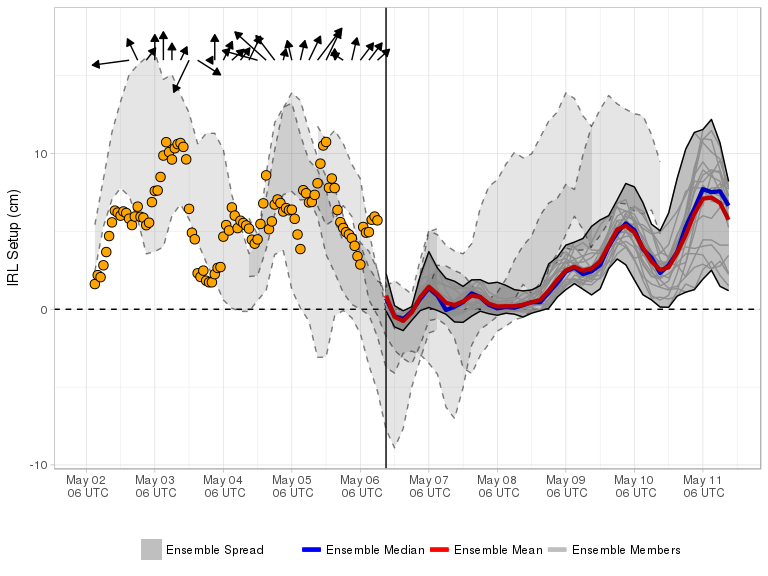 IRL Setup (cm)
10
0
-10
May 02 May 03 May 04 May 05 May 06 May 07 May 08 May 09 May 10 May 11
06 UTC 06 UTC 06 UTC 06 UTC 06 UTC 06 UTC 06 UTC 06 UTC 06 UTC 06 UTC
Ensemble Spread Ensemble Median Ensemble Mean Ensemble Members